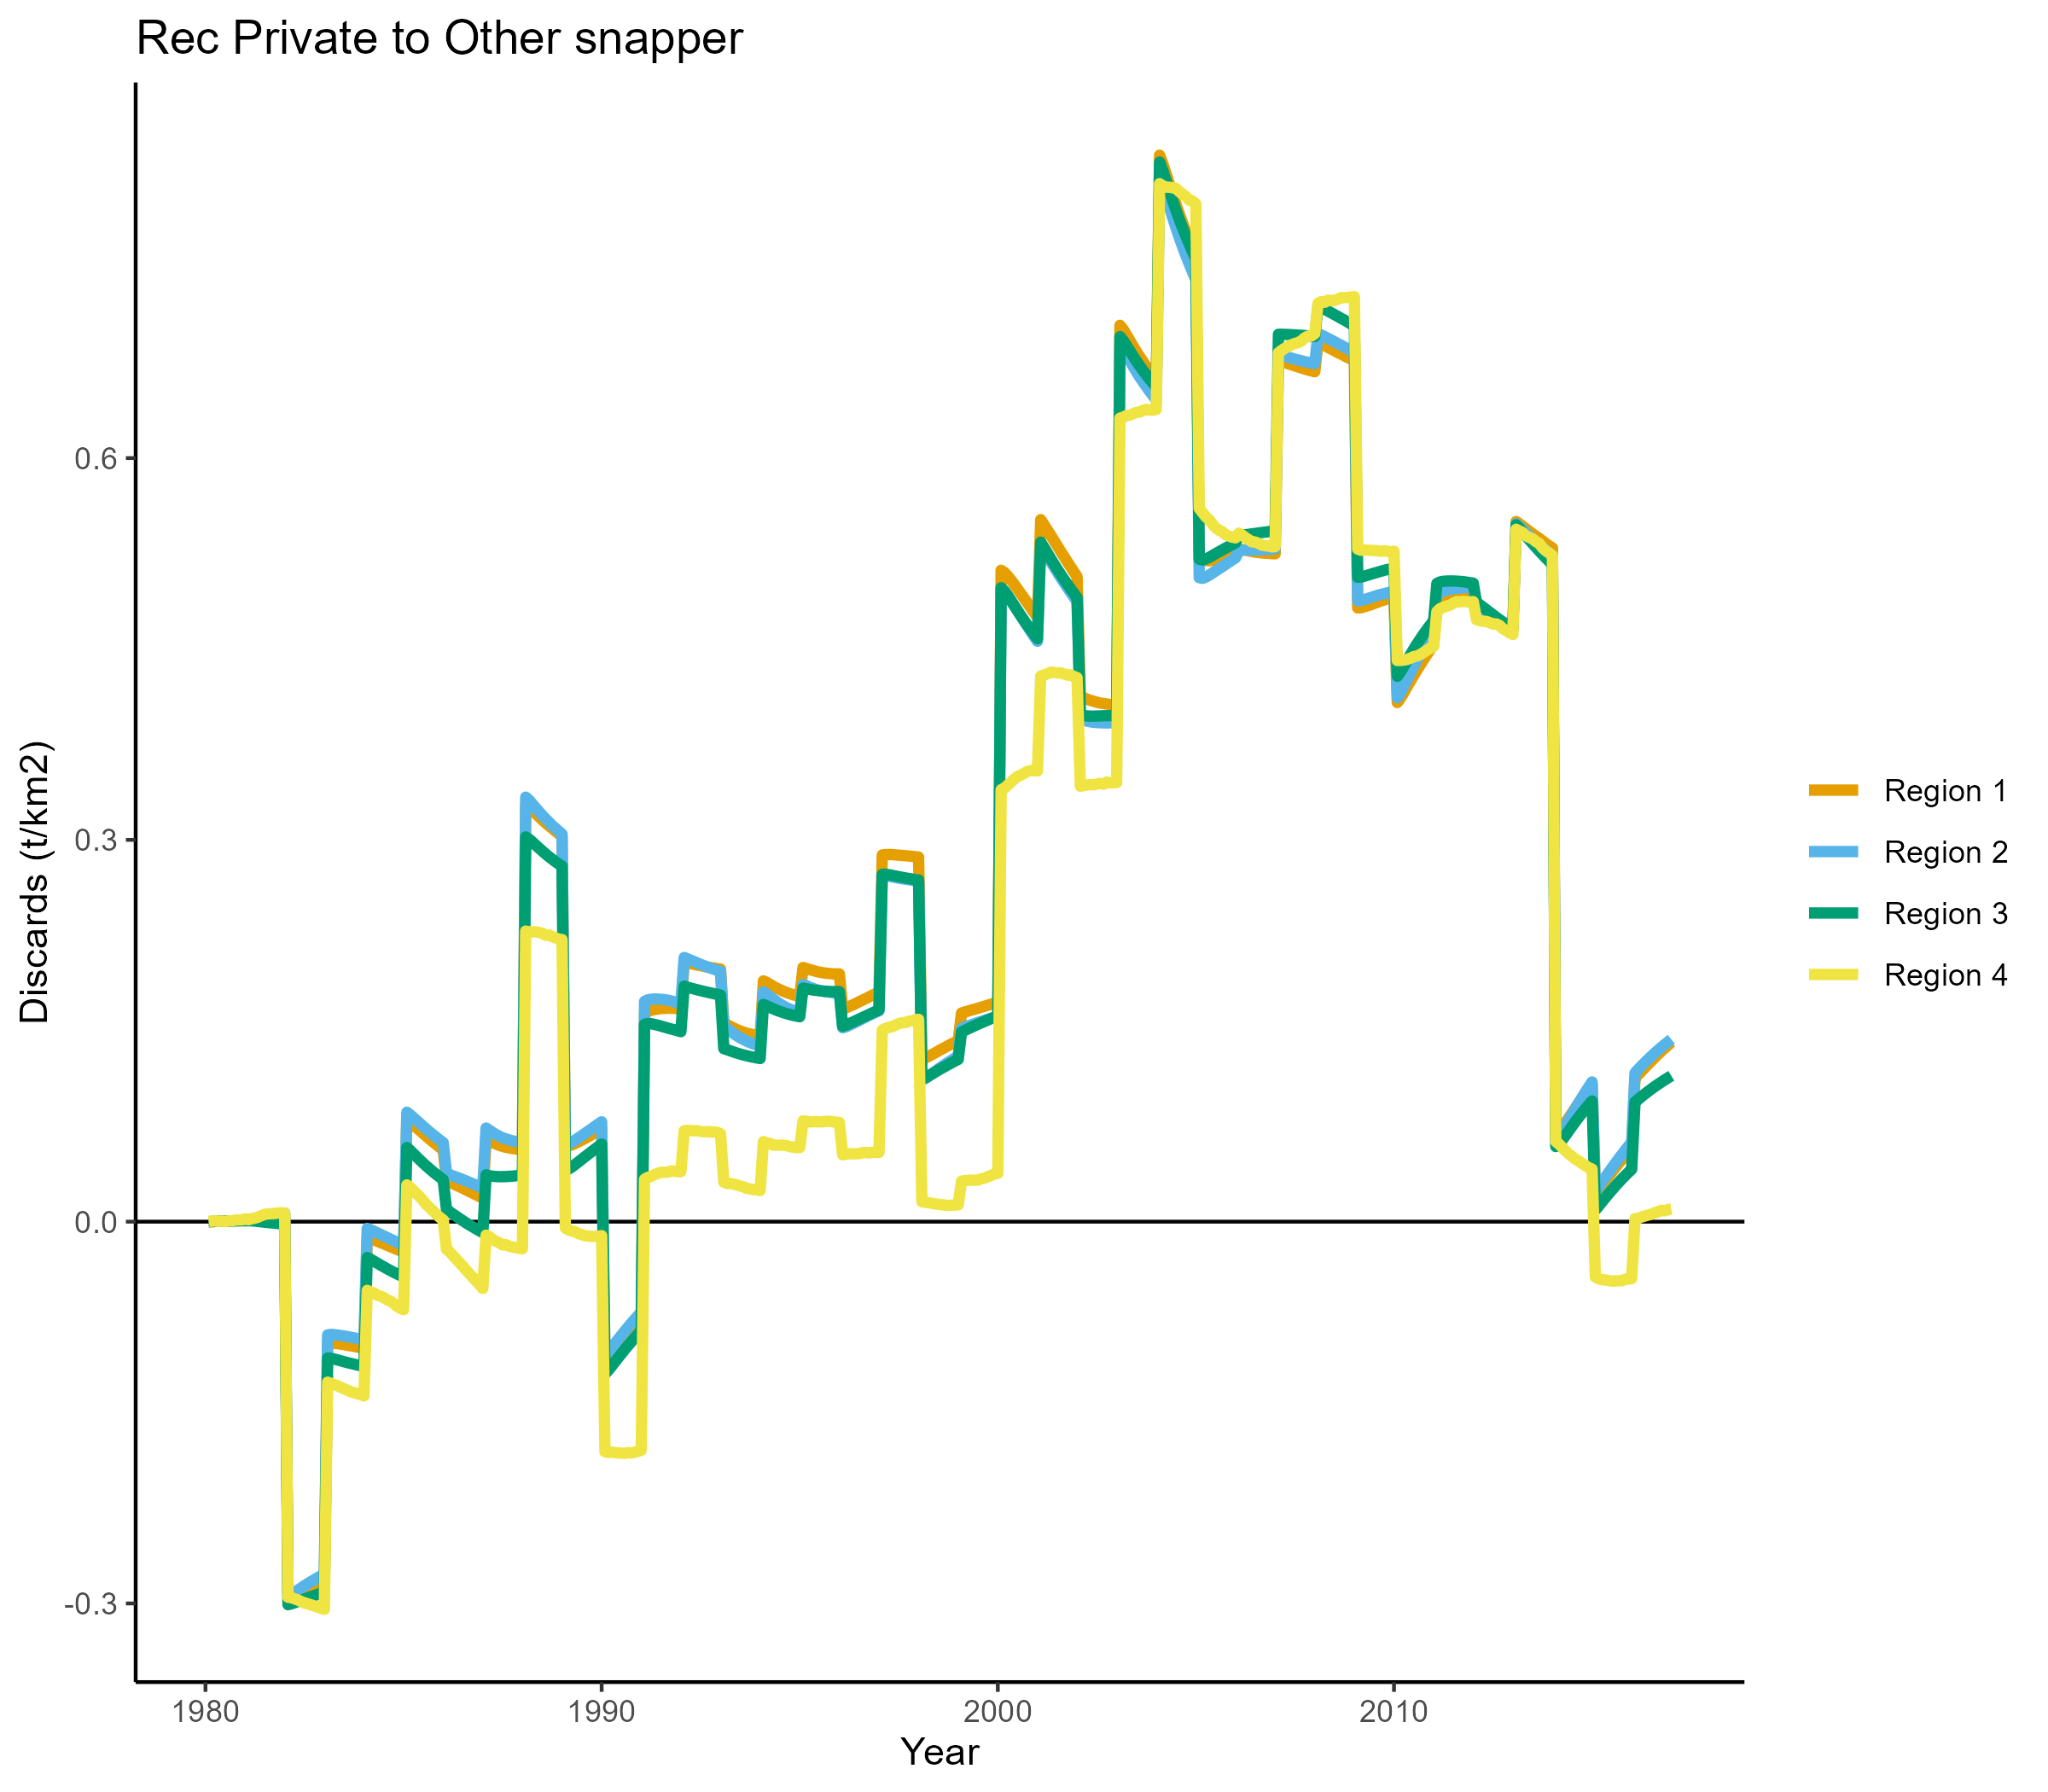 Rec Private to Other snapper
Discards (t/km2)
0.6
0.3
0.0
-0.3
1980
1990
2000
2010
Year
Region 1
Region 2
Region 3
Region 4